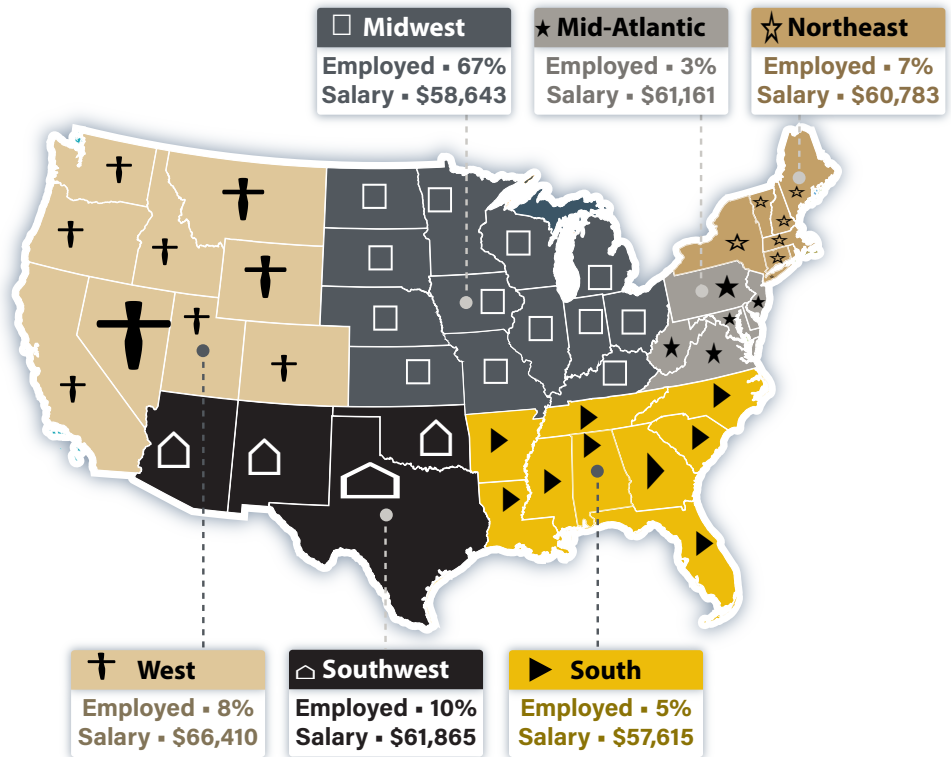 Midwest
Employed ▪ 67%
Salary ▪ $58,643
Mid-Atlantic
Employed ▪ 3%
Salary ▪ $61,161
Northeast
Employed ▪ 7%
Salary ▪ $60,783
West
Employed ▪ 8%
Salary ▪ $66,410
Southwest
Employed ▪ 10%
Salary ▪ $61,865
South
Employed ▪ 5%
Salary ▪ $57,615